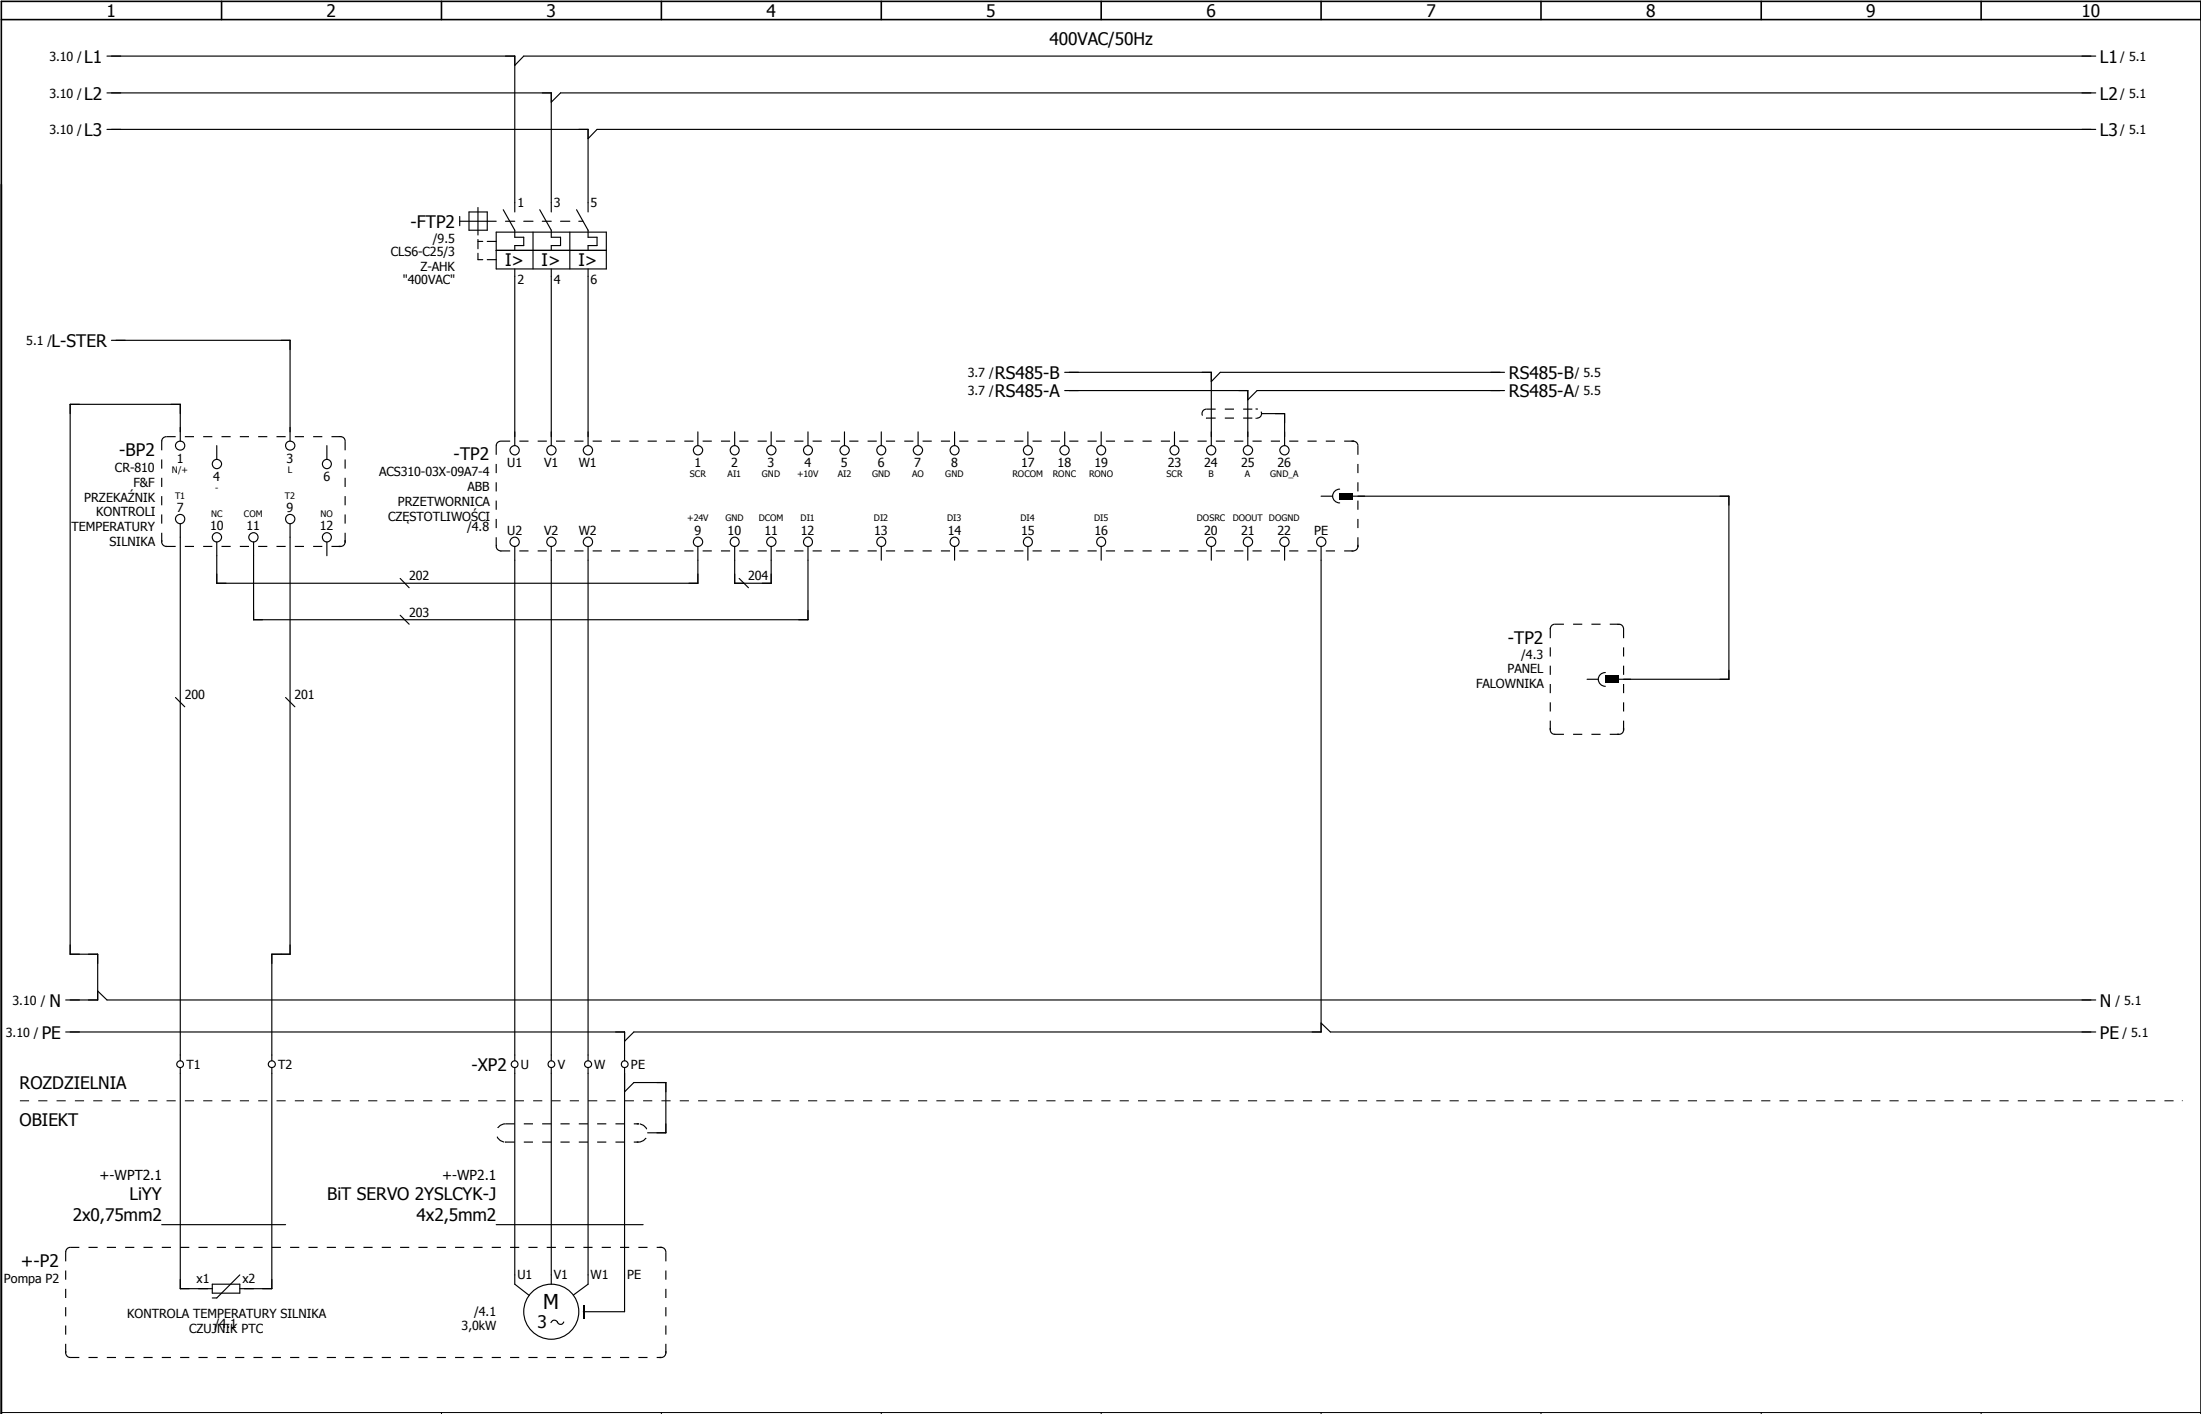 1 2 3 4 5 6 7 8 9 10
400VAC/50Hz
3.10 / L1 L1 / 5.1
3.10 / L2 L2 / 5.1
3.10 / L3 L3 / 5.1
1 3 5
-FTP2
/9.5
CLS6-C25/3
Z-AHK
"400VAC"
I> I> I>
2 4 6
5.1 /L-STER
3.7 /RS485-B RS485-B/ 5.5
3.7 /RS485-A RS485-A/ 5.5
-BP2
CR-810
F&F
PRZEKAŹNIK
KONTROLI
TEMPERATURY
SILNIKA
1 3
N/+ 4 L 6
-
T1 T2
7 NC COM 9 NO
10 11 12
-TP2
ACS310-03X-09A7-4
ABB
PRZETWORNICA
CZĘSTOTLIWOŚCI
/4.8
U1 V1 W1 1 2 3 4 5 6 7 8 17 18 19 23 24 25 26
SCR AI1 GND +10V AI2 GND AO GND ROCOM RONC RONO SCR B A GND_A
+24V GND DCOM DI1 DI2 DI3 DI4 DI5 DOSRC DOOUT DOGND
U2 V2 W2 9 10 11 12 13 14 15 16 20 21 22 PE
202 204
203
-TP2
/4.3
PANEL
FALOWNIKA
200 201
3.10 / N N / 5.1
3.10 / PE PE / 5.1
T1 T2 -XP2 U V W PE
ROZDZIELNIA
OBIEKT
+-WPT2.1
LiYY
2x0,75mm2
+-WP2.1
BiT SERVO 2YSLCYK-J
4x2,5mm2
+-P2
Pompa P2
x1 x2
KONTROLA TEMPERATURY SILNIKA
/4.1
CZUJNIK PTC
U1 V1 W1 PE
/4.1
3,0kW
M
3~